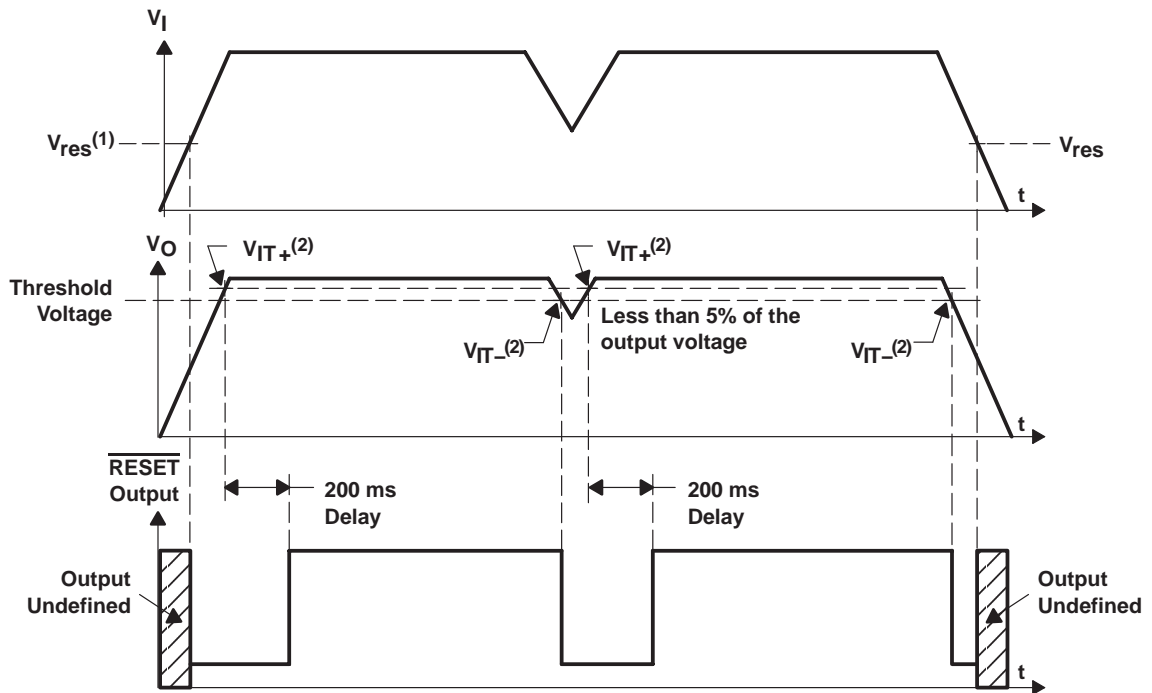 VI
Vres(1)
Vres
t
VO
VIT+(2)
VIT+(2)
Threshold
Voltage
Less than 5% of the
output voltage
VIT–(2)
VIT–(2)
t
RESET
Output
200 ms
Delay
200 ms
Delay
Output
Undefined
Output
Undefined
t